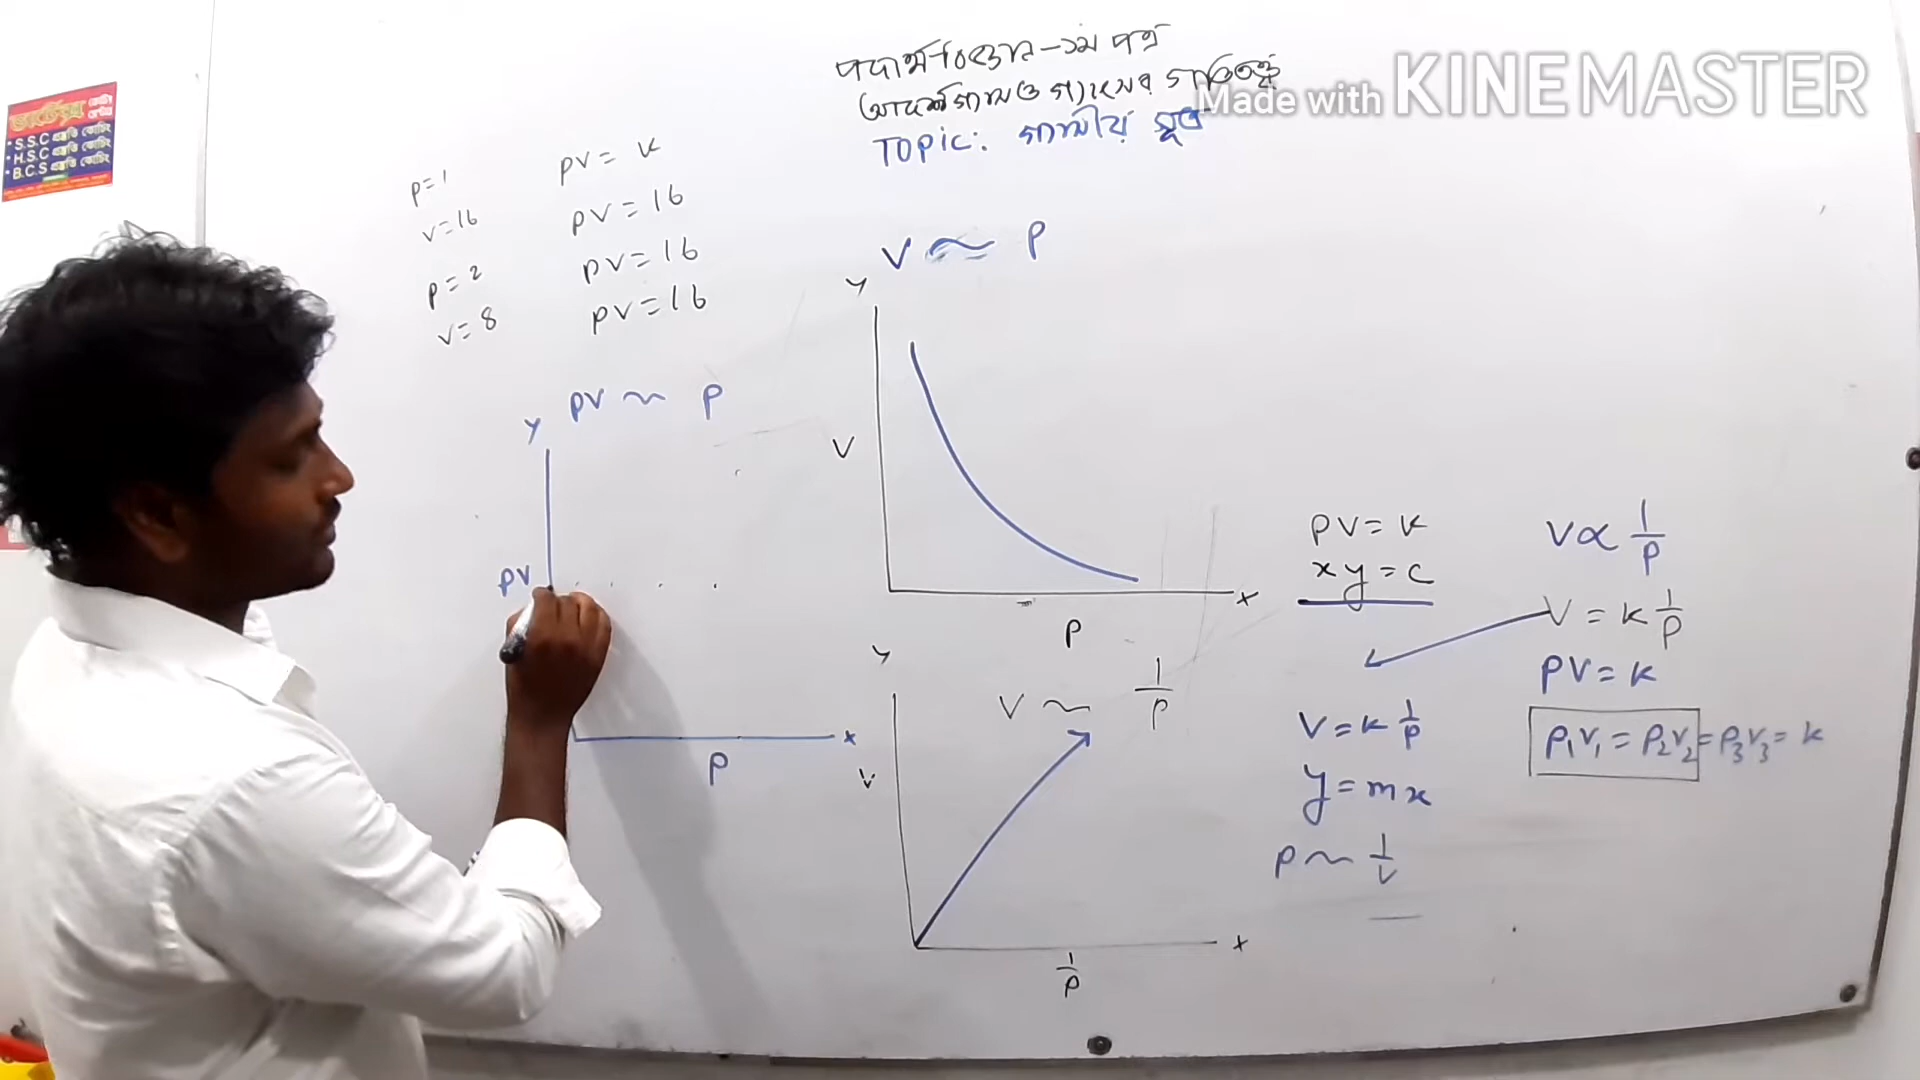 পদার্থবিজ্ঞান-১ম পত্র
আদর্শ গ্যাস ও গ্যাসের গতিতত্ত্ব
Made with KINEMASTER
Topic: গ্যাসীয় সূত্র
S.S.C
H.S.C
B.C.S
P=1
V=16
P=2
V=8
PV= K
PV=16
PV=16
PV=16
V ~ P
Y
V
X
P
PV ~ P
Y
PV
X
P
Y
V ~ 1/P
V
X
1/P
PV= K
xy=c
V = K 1/P
y=mx
P ~ 1/V
V∝ 1/P
V = K 1/P
PV=K
P₁V₁ = P₂V₂ = P₃V₃ = K